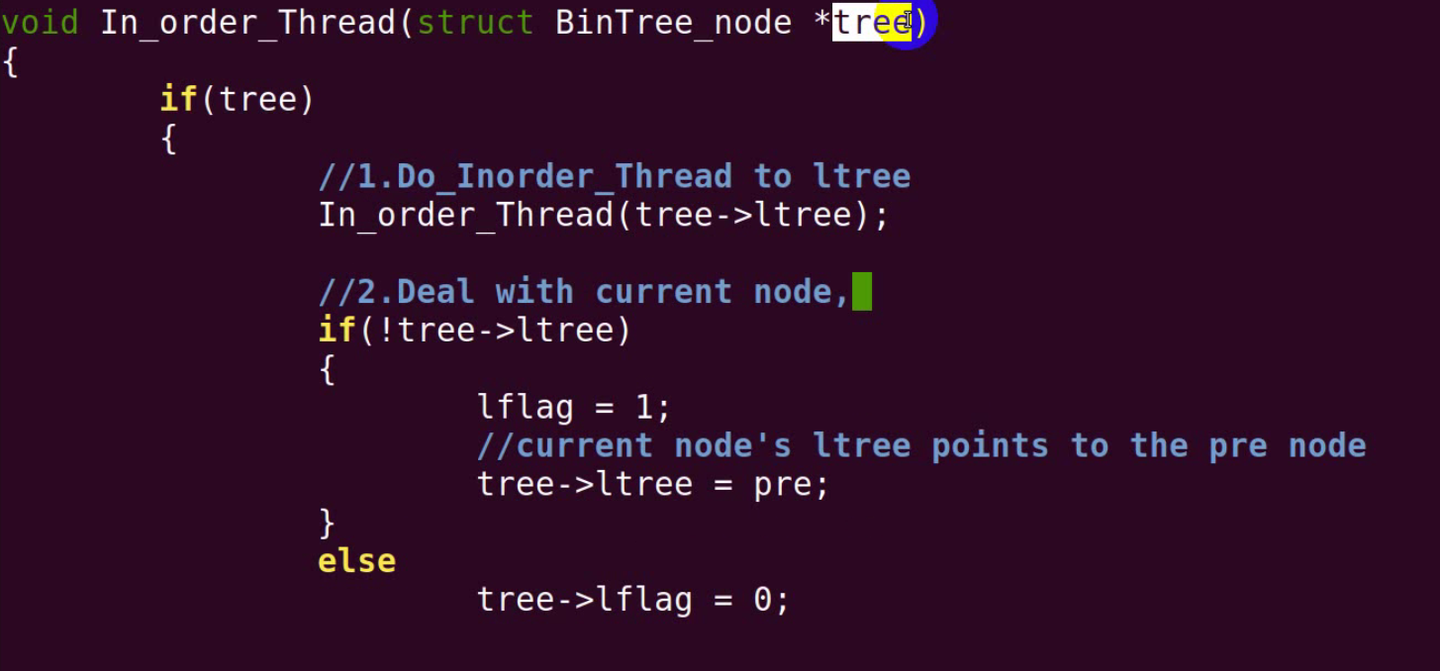 void In_order_Thread(struct BinTree_node *tree)
{
if(tree)
{
//1.Do_Inorder_Thread to ltree
In_order_Thread(tree->ltree);
//2.Deal with current node,
if(!tree->ltree)
{
lflag = 1;
//current node's ltree points to the pre node
tree->ltree = pre;
}
else
tree->lflag = 0;